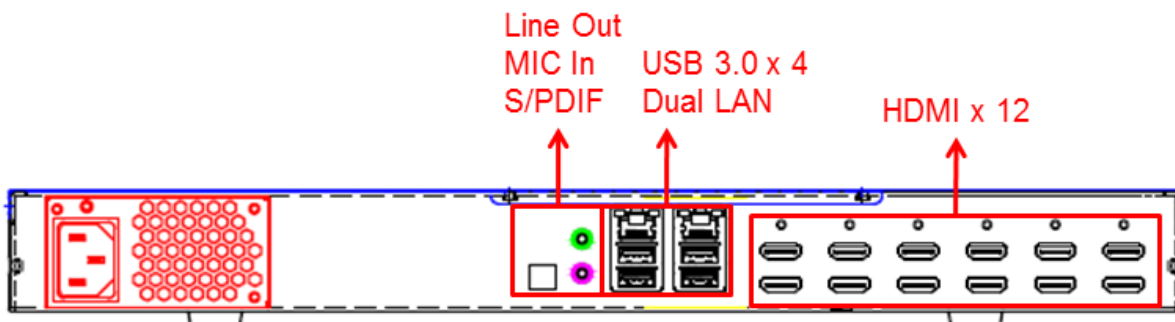 Line Out
MIC In
S/PDIF
USB 3.0 x 4
Dual LAN
HDMI x 12